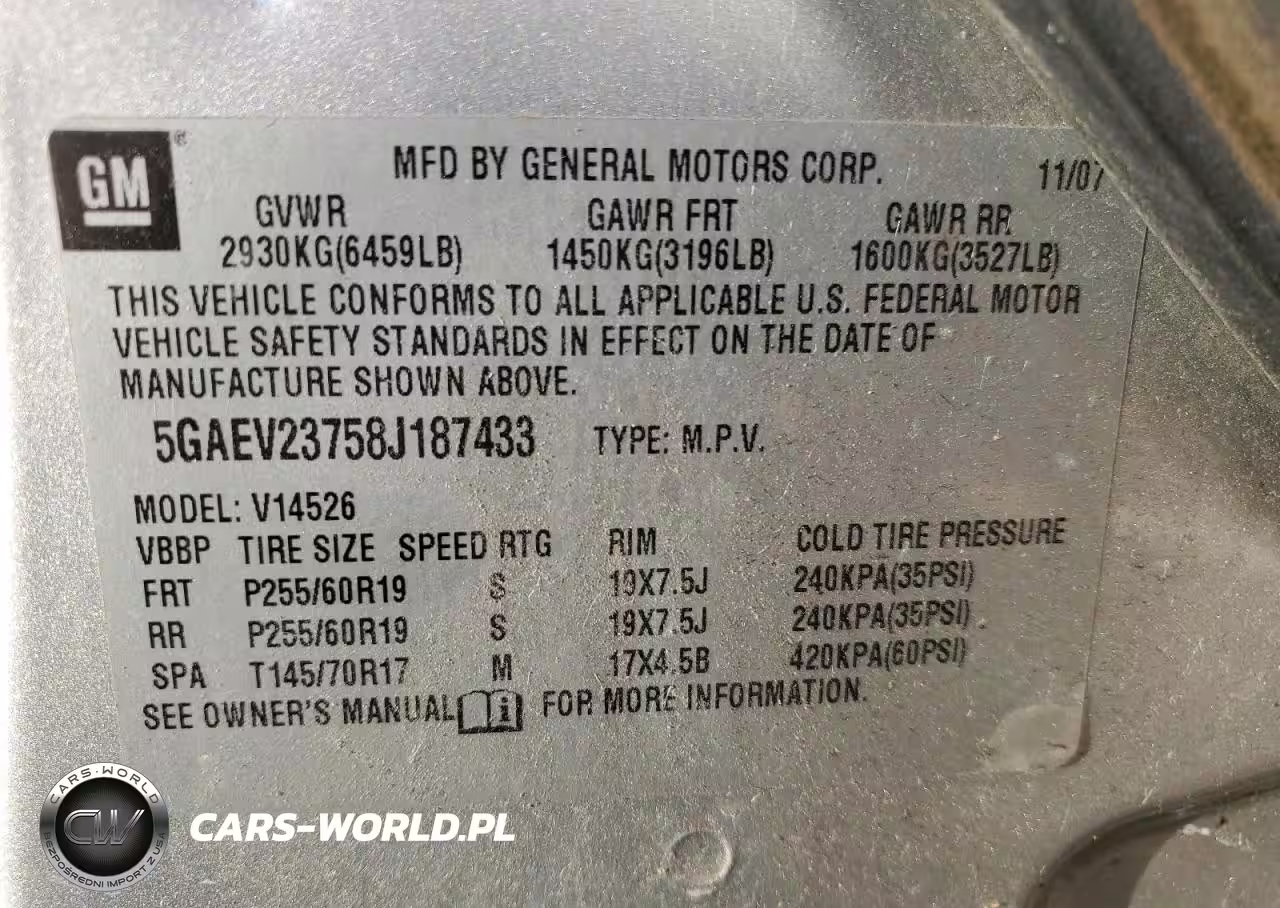 GM
®
MFD BY GENERAL MOTORS CORP. 11/07
GVWR GAWR FRT GAWR RR
2930KG(6459LB) 1450KG(3196LB) 1600KG(3527LB)
THIS VEHICLE CONFORMS TO ALL APPLICABLE U.S. FEDERAL MOTOR
VEHICLE SAFETY STANDARDS IN EFFECT ON THE DATE OF
MANUFACTURE SHOWN ABOVE.
5GAEV23758J187433 TYPE: M.P.V.
MODEL: V14526
VBBP TIRE SIZE SPEED RTG RIM COLD TIRE PRESSURE
FRT P255/60R19 S 19X7.5J 240KPA(35PSI)
RR P255/60R19 S 19X7.5J 240KPA(35PSI)
SPA T145/70R17 M 17X4.5B 420KPA(60PSI)
SEE OWNER'S MANUAL i FOR MORE INFORMATION.
CARS-WORLD
CW
BEZPOŚREDNI IMPORT Z USA
CARS-WORLD.PL